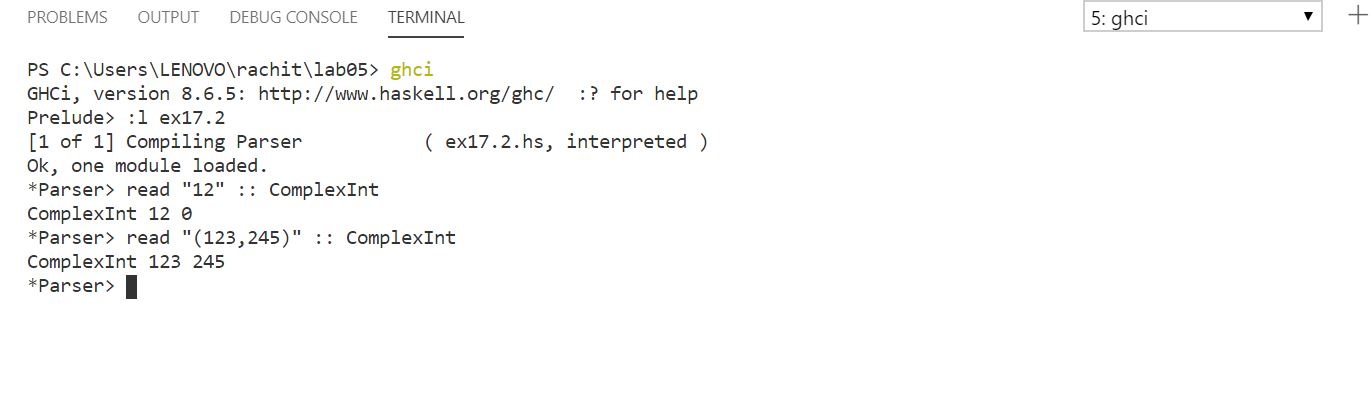 PROBLEMS OUTPUT DEBUG CONSOLE TERMINAL 5: ghci
PS C:\Users\LENOVO\rachit\lab05> ghci
GHCi, version 8.6.5: http://www.haskell.org/ghc/  :? for help
Prelude> :l ex17.2
[1 of 1] Compiling Parser           ( ex17.2.hs, interpreted )
Ok, one module loaded.
*Parser> read "12" :: ComplexInt
ComplexInt 12 0
*Parser> read "(123,245)" :: ComplexInt
ComplexInt 123 245
*Parser>